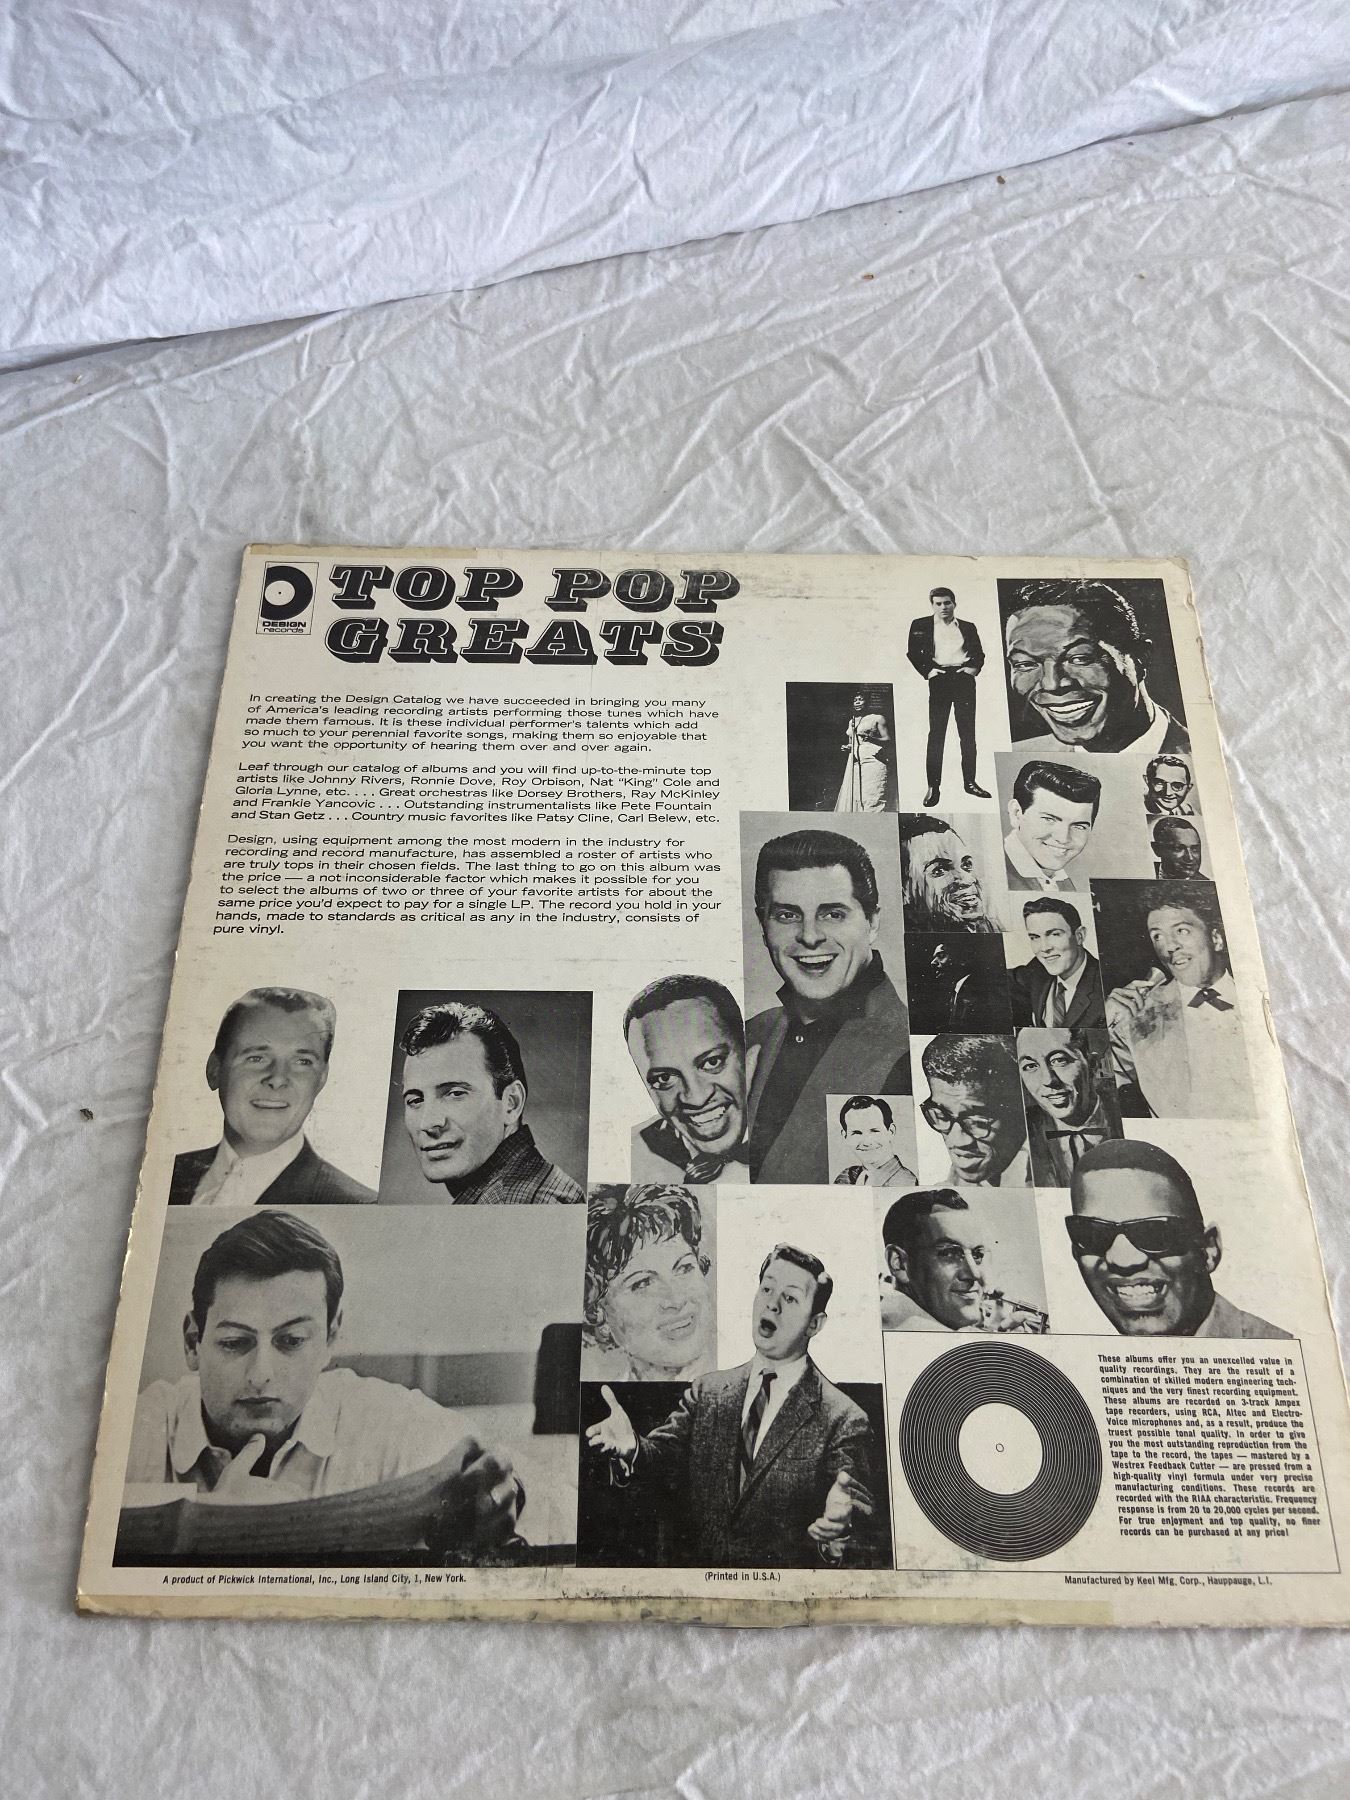 DESIGN
records
TOP POP
GREATS
In creating the Design Catalog we have succeeded in bringing you many
of America's leading recording artists performing those tunes which have
made them famous. It is these individual performer's talents which add
so much to your perennial favorite songs, making them so enjoyable that
you want the opportunity of hearing them over and over again.
Leaf through our catalog of albums and you will find up-to-the-minute top
artists like Johnny Rivers, Ronnie Dove, Roy Orbison, Nat "King" Cole and
Gloria Lynne, etc. . . . Great orchestras like Dorsey Brothers, Ray McKinley
and Frankie Yancovic . . . Outstanding instrumentalists like Pete Fountain
and Stan Getz . . . Country music favorites like Patsy Cline, Carl Belew, etc.
Design, using equipment among the most modern in the industry for
recording and record manufacture, has assembled a roster of artists who
are truly tops in their chosen fields. The last thing to go on this album was
the price — a not inconsiderable factor which makes it possible for you
to select the albums of two or three of your favorite artists for about the
same price you'd expect to pay for a single LP. The record you hold in your
hands, made to standards as critical as any in the industry, consists of
pure vinyl.
These albums offer you an unexcelled value in
quality recordings. They are the result of a
combination of skilled modern engineering tech-
niques and the very finest recording equipment.
These albums are recorded on 3-track Ampex
tape recorders, using RCA, Altec and Electro-
Voice microphones and, as a result, produce the
truest possible tonal quality. In order to give
you the most outstanding reproduction from the
tape to the record, the tapes — mastered by a
Westrex Feedback Cutter — are pressed from a
high-quality vinyl formula under very precise
manufacturing conditions. These records are
recorded with the RIAA characteristic. Frequency
response is from 20 to 20,000 cycles per second.
For true enjoyment and top quality, no finer
records can be purchased at any price!
A product of Pickwick International, Inc., Long Island City, 1, New York.
(Printed in U.S.A.)
Manufactured by Keel Mfg. Corp., Hauppauge, L.I.